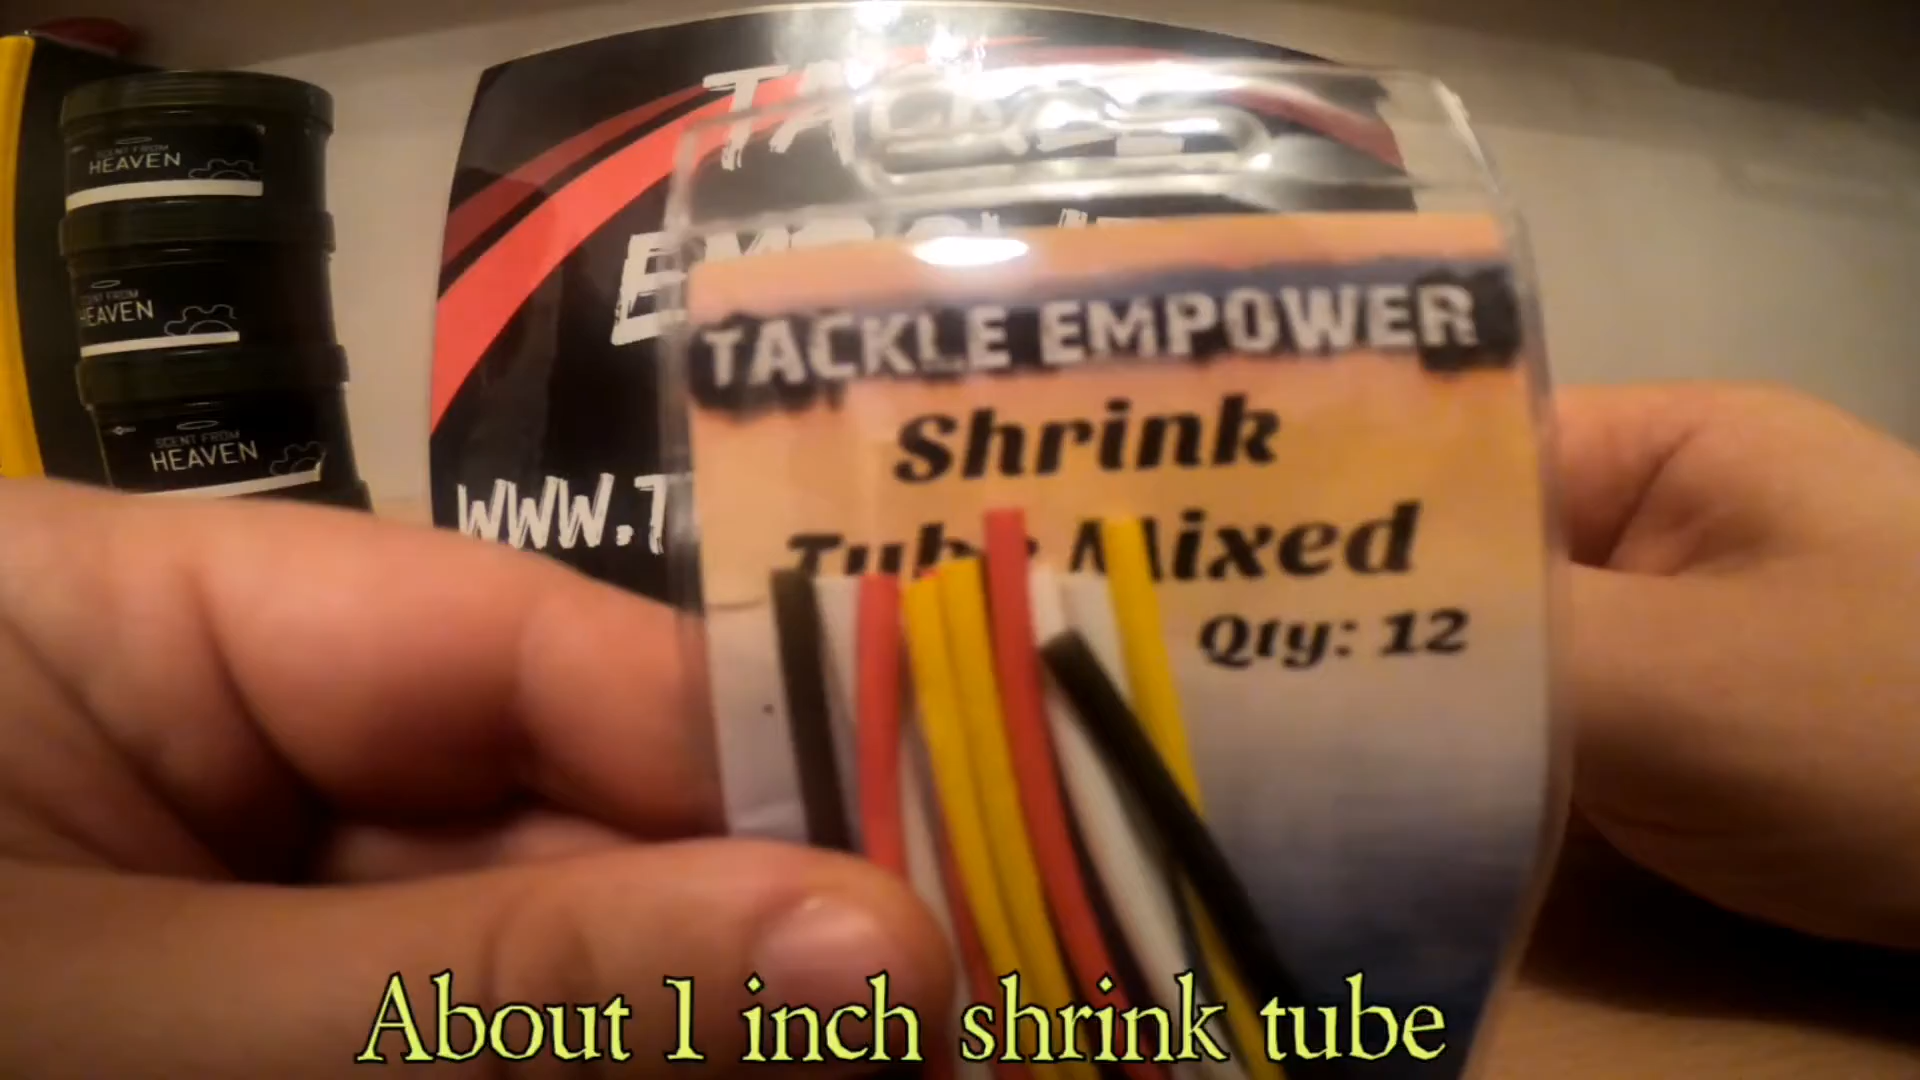 SCENT FROM
HEAVEN
SCENT FROM
HEAVEN
SCENT FROM
HEAVEN
WWW.T
TACKLE EMPOWER
Shrink
Tube Mixed
Qty: 12
About 1 inch shrink tube